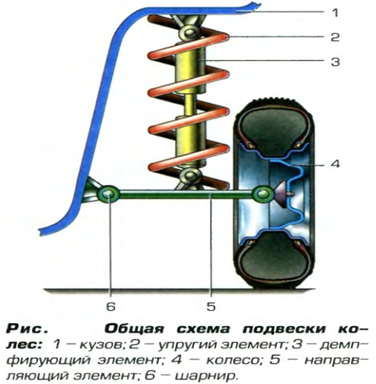 1
2
3
4
6
5
Рис. Общая схема подвески ко-
лес: 1 – кузов; 2 – упругий элемент; 3 – демп-
фирующий элемент; 4 – колесо; 5 – направ-
ляющий элемент; 6 – шарнир.